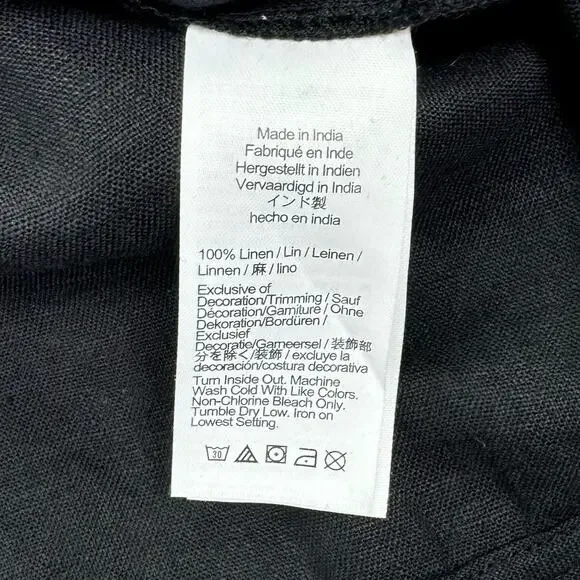 Made in India
Fabriqué en Inde
Hergestellt in Indien
Vervaardigd in India
インド製
hecho en india
100% Linen / Lin / Leinen /
Linnen / 麻 / lino
Exclusive of
Decoration/Trimming / Sauf
Décoration/Garniture / Ohne
Dekoration/Bordüren /
Exclusief
Decoratie/Garneersel / 装飾部
分を除く/装飾 / excluye la
decoración/costura decorativa
Turn Inside Out. Machine
Wash Cold With Like Colors.
Non-Chlorine Bleach Only.
Tumble Dry Low. Iron on
Lowest Setting.
30